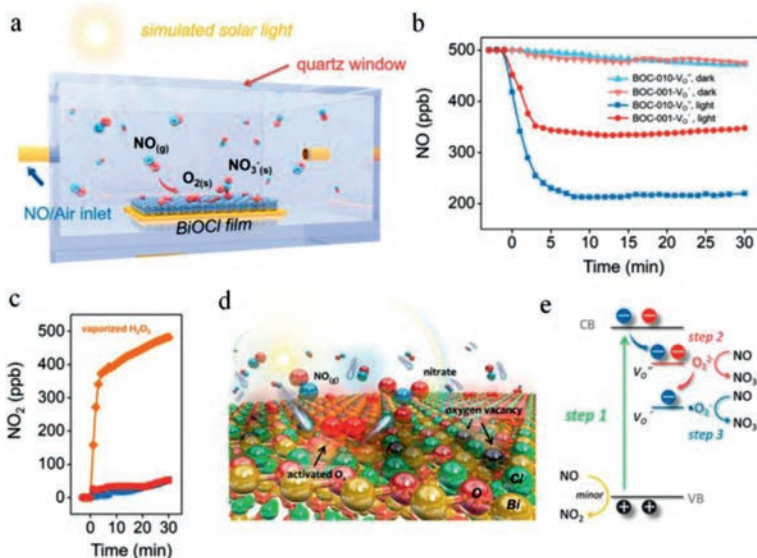 a
simulated solar light
quartz window
NO(g)
O2(s)
NO3-(s)
NO/Air inlet
BiOCl film
b
500
400
300
200
0 5 10 15 20 25 30
NO (ppb)
Time (min)
BOC-010-VO+, dark
BOC-001-VO-, dark
BOC-010-VO+, light
BOC-001-VO-, light
c
vaporized H2O2
500
400
300
200
100
0
0 10 20 30
NO2 (ppb)
Time (min)
d
NO(g)
nitrate
oxygen vacancy
activated Ox
Cl
O
Bi
e
CB
step 2
O2 2-
NO
NO3-
VO
NO
•O2-
NO3-
VO
step 1
step 3
NO
minor
NO2
VB